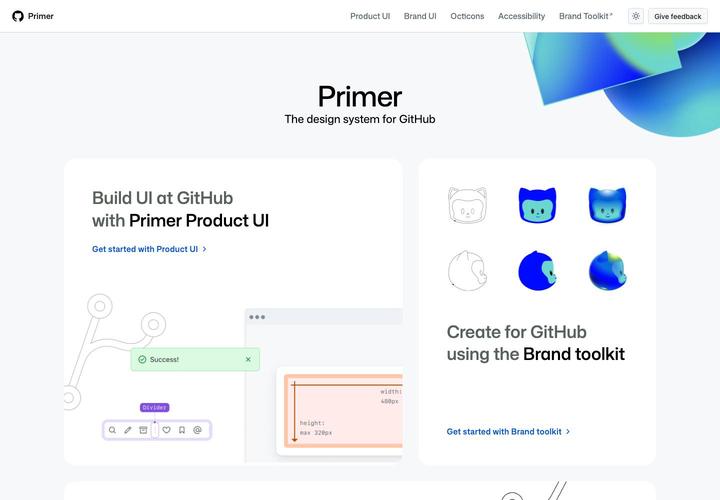 Primer
Product UI
Brand UI
Octicons
Accessibility
Brand Toolkit
Give feedback
Primer
The design system for GitHub
Build UI at GitHub
with Primer Product UI
Get started with Product UI
Success!
Divider
width:
480px
height:
max 320px
Create for GitHub
using the Brand toolkit
Get started with Brand toolkit